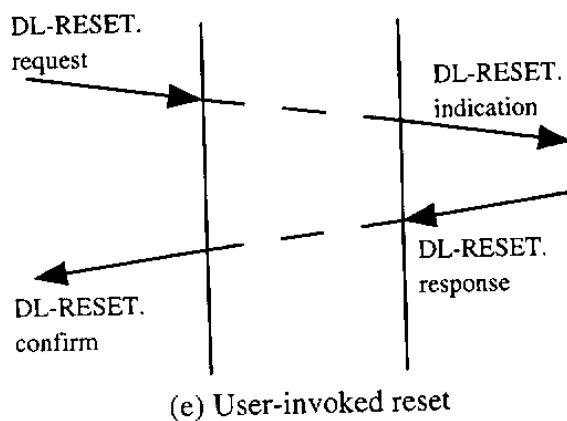 DL-RESET.
request
DL-RESET.
indication
DL-RESET.
response
DL-RESET.
confirm
(e) User-invoked reset